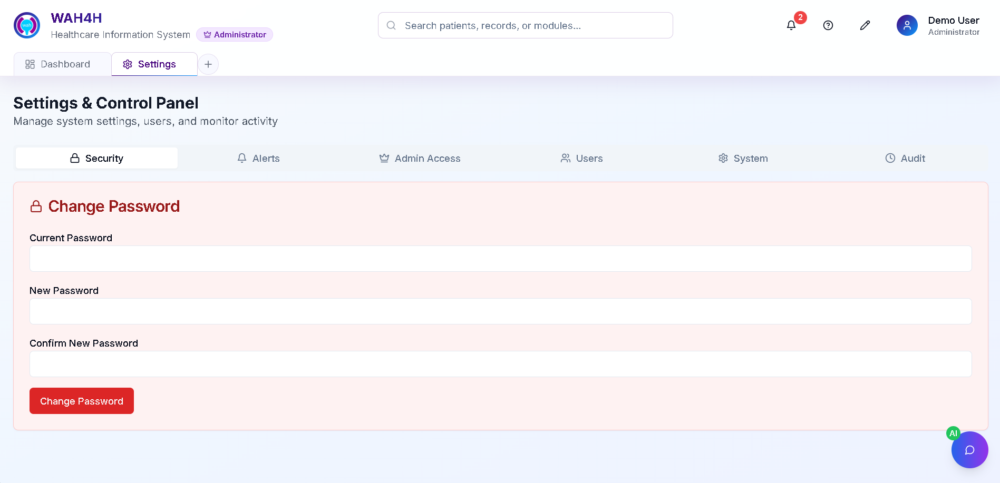 wah
WAH4H
Healthcare Information System
Administrator
Search patients, records, or modules...
2
Demo User
Administrator
Dashboard
Settings
Settings & Control Panel
Manage system settings, users, and monitor activity
Security
Alerts
Admin Access
Users
System
Audit
Change Password
Current Password
New Password
Confirm New Password
Change Password
AI